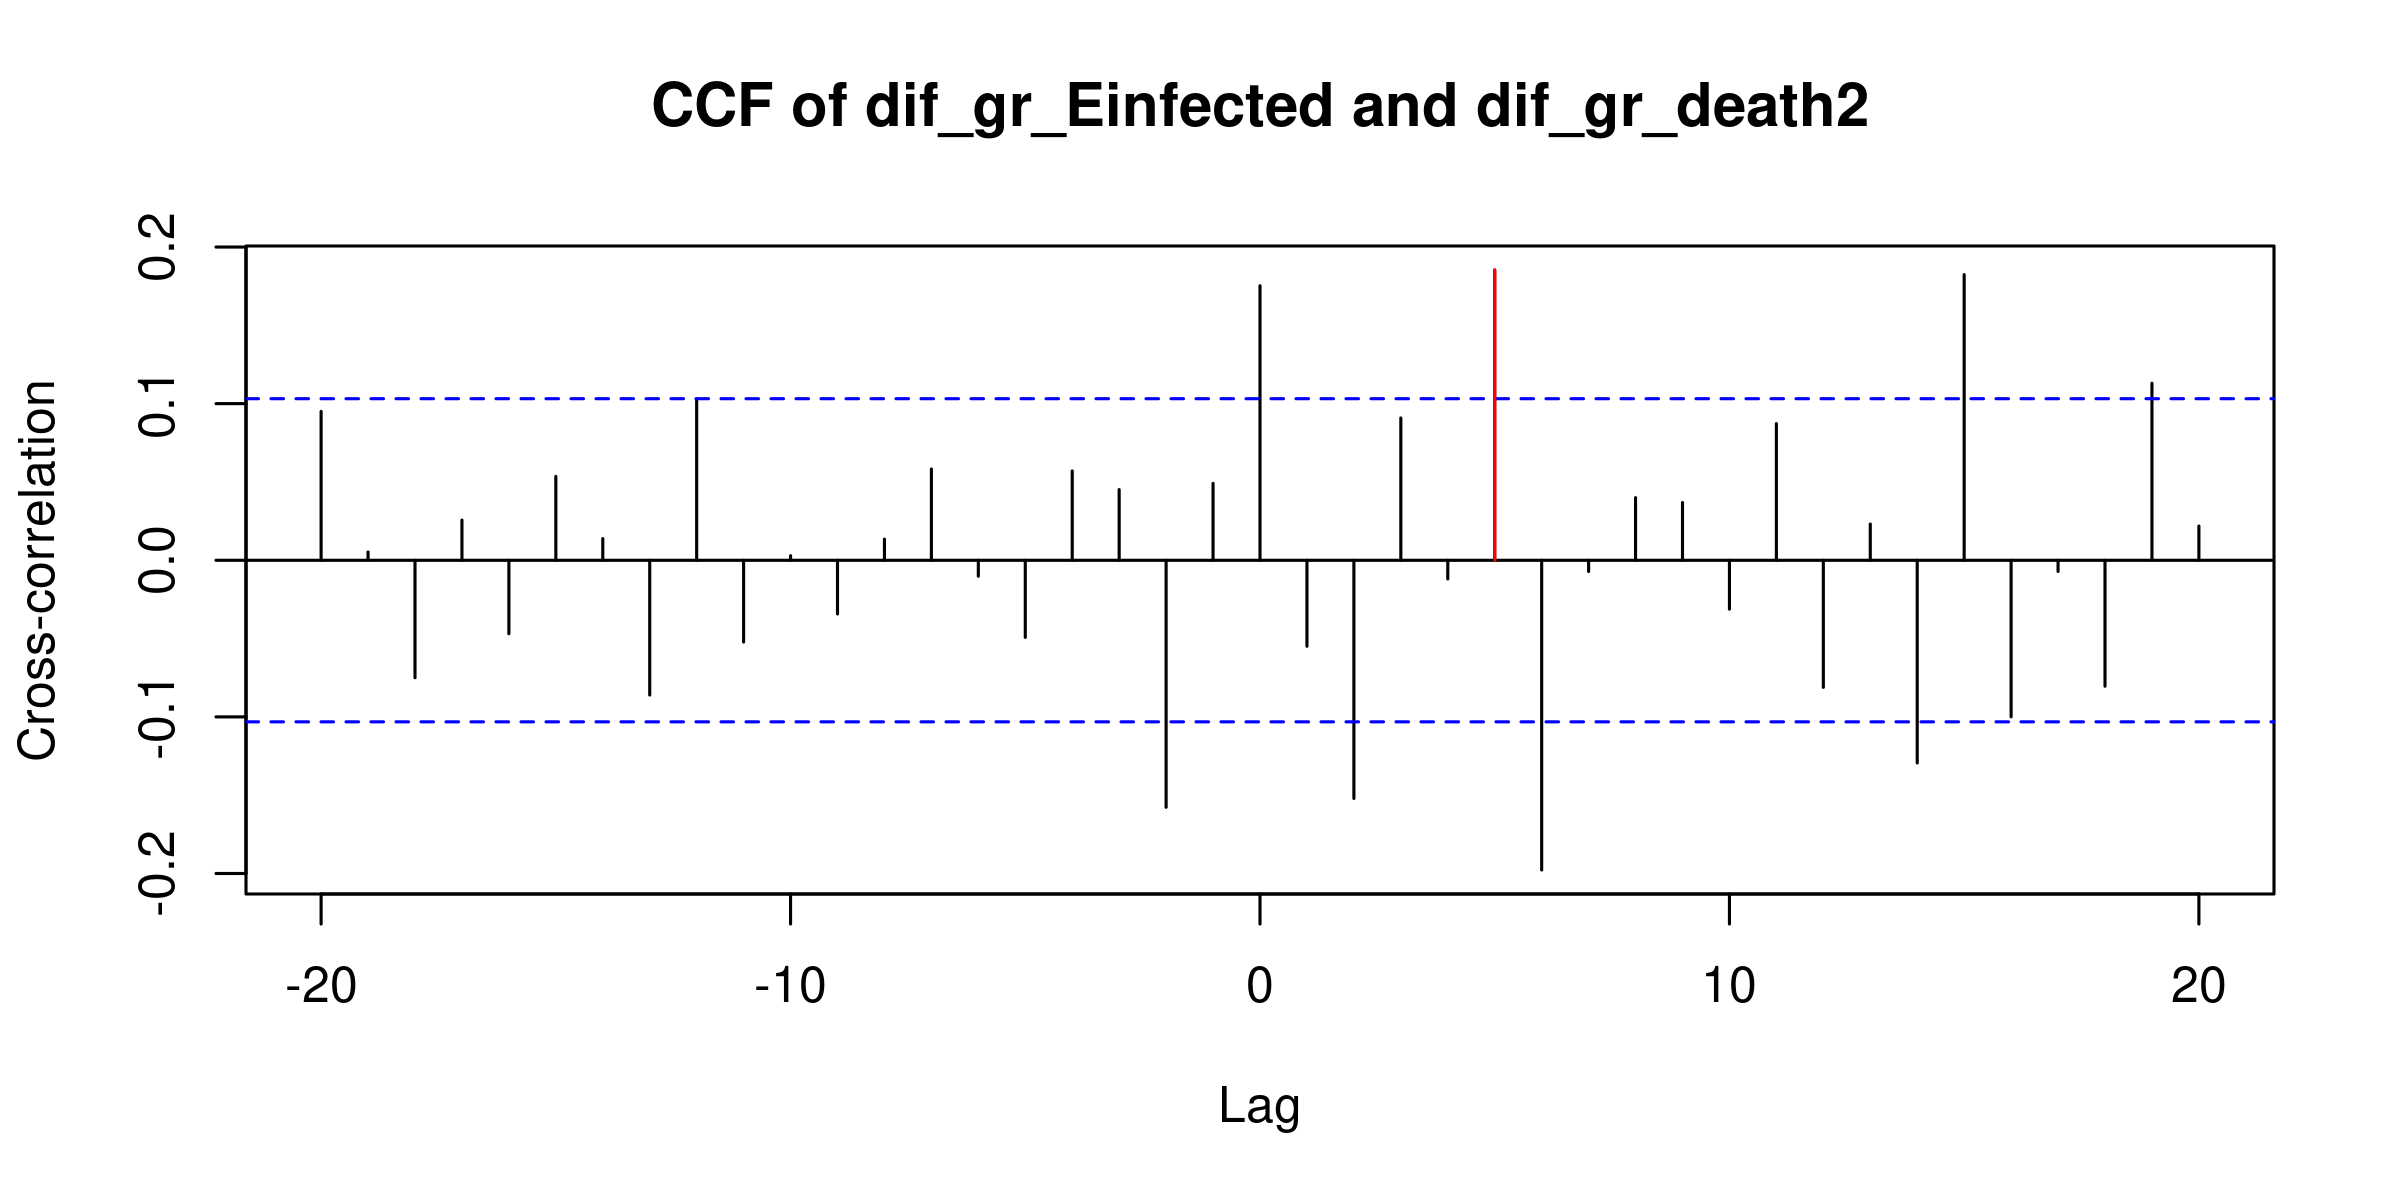 CCF of dif_gr_Einfected and dif_gr_death2
Cross-correlation
0.2
0.1
0.0
-0.1
-0.2
-20 -10 0 10 20
Lag